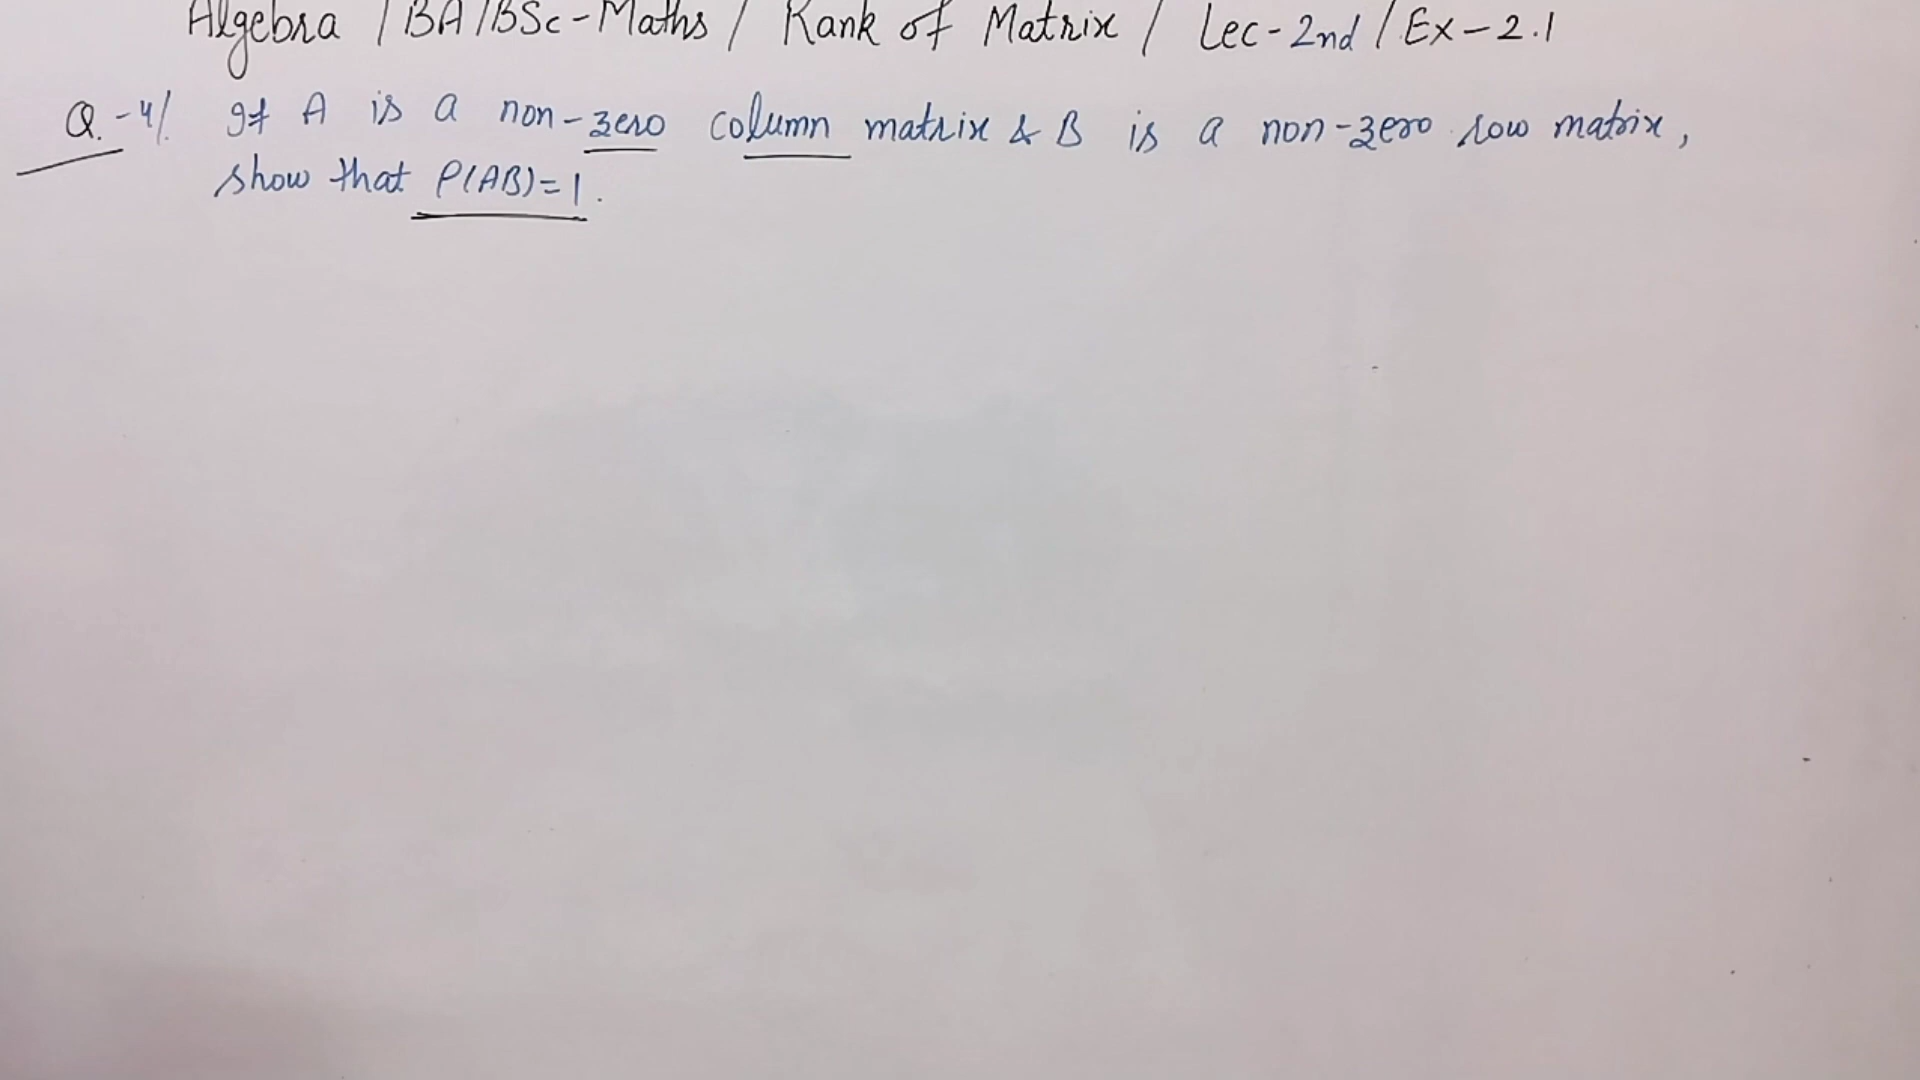 Algebra / BA/BSc-Maths / Rank of Matrix / Lec-2nd / Ex-2.1
Q.-4/. If A is a non-zero column matrix & B is a non-zero row matrix,
show that ρ(AB)=1.